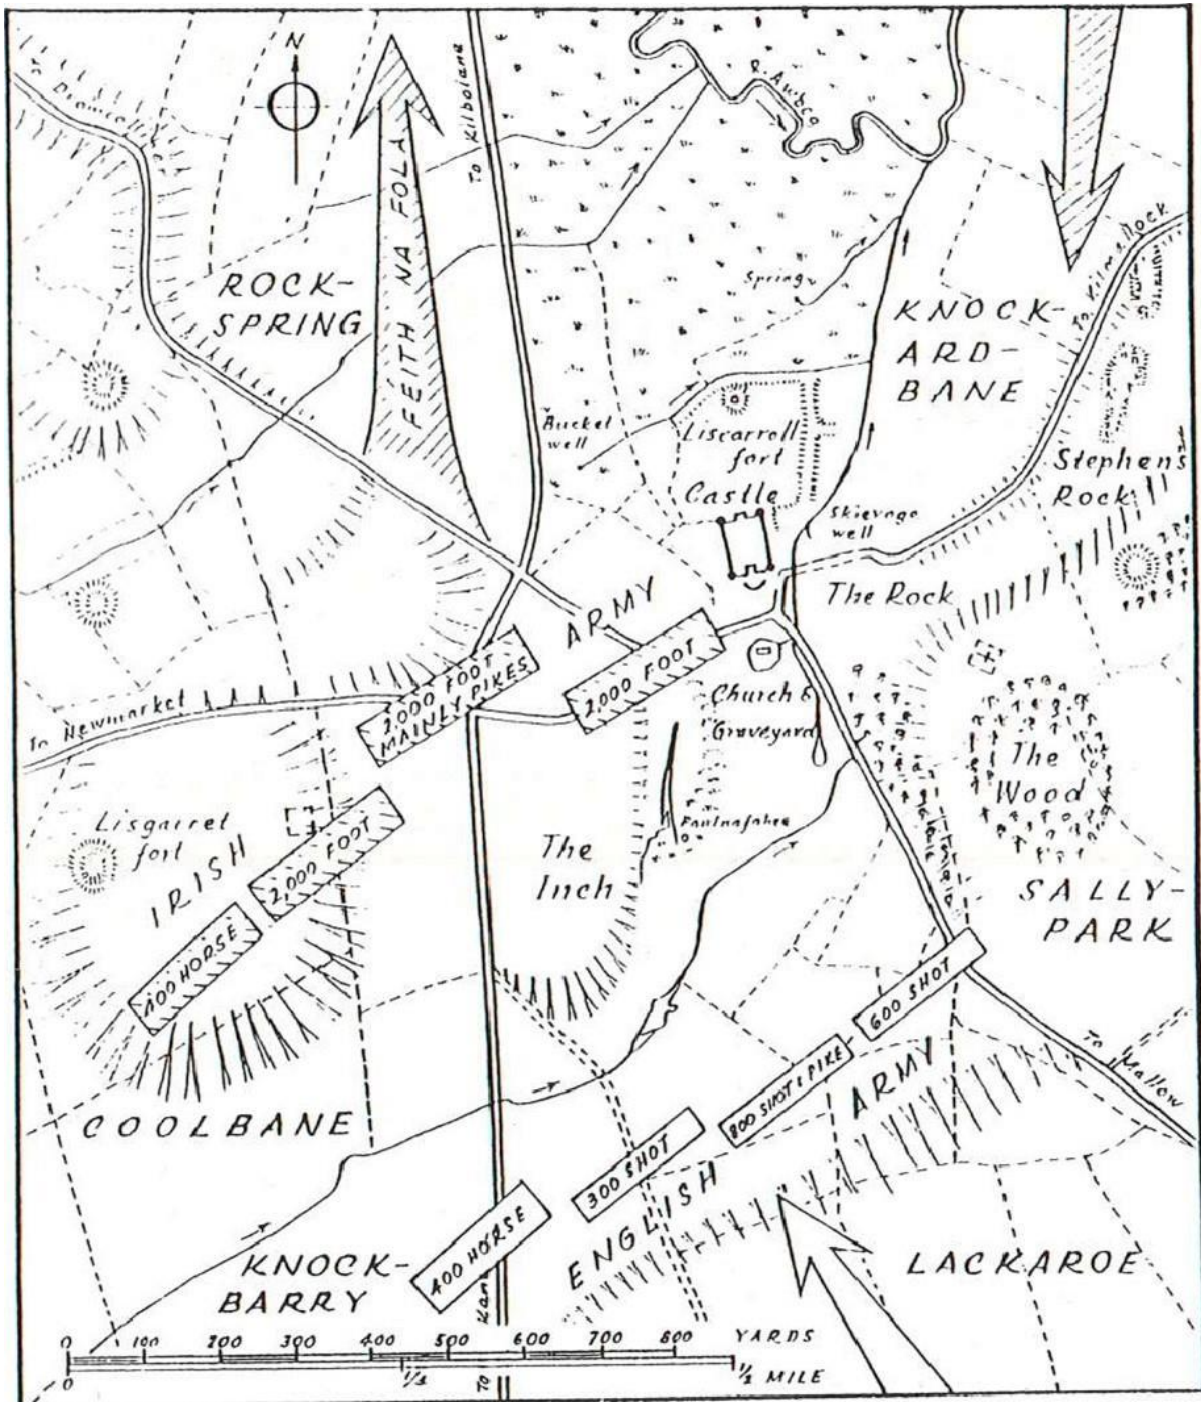 N
To Kilbolane
R. Awbeg
FEITH NA FOLA
To Kilmallock
ROCK-
SPRING
Spring
KNOCK-
ARD-
BANE
Bucket
well
Liscarroll
fort
Castle
Stephens
Rock
Skievaga
well
The Rock
ARMY
2,000 FOOT
MAINLY PIKES
2,000 FOOT
To Newmarket
Church &
Graveyard
The
Wood
Lisgarret
fort
IRISH
2,000 FOOT
400 HORSE
The
Inch
SALLY-
PARK
600 SHOT
800 SHOT & PIKE
ARMY
To Mallow
300 SHOT
ENGLISH
400 HORSE
COOLBANE
KNOCK-
BARRY
LACKAROE
To
0 100 200 300 400 500 600 700 800 YARDS
0 1/4 1/2 MILE